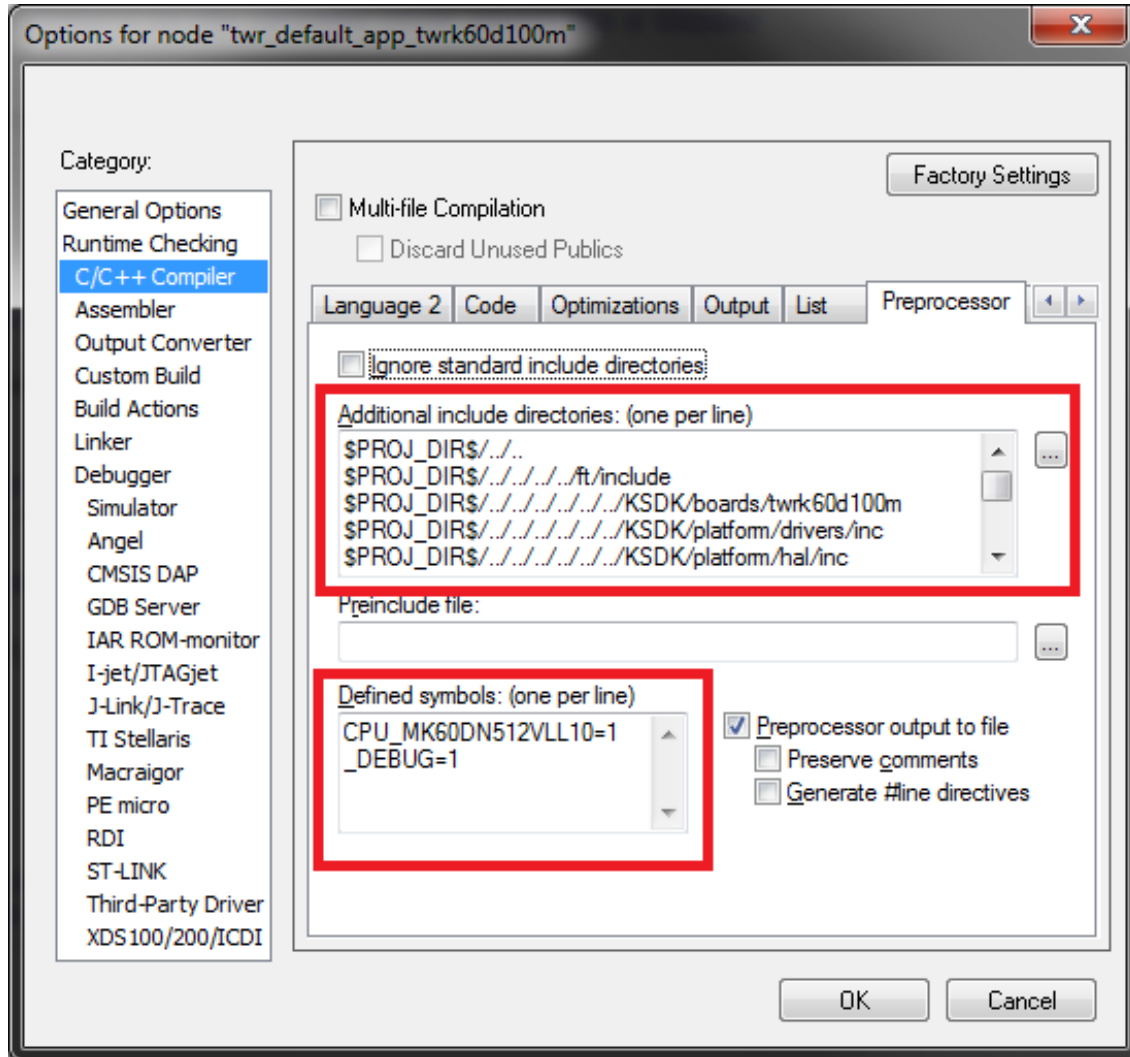 Options for node "twr_default_app_twrk60d100m"
Category:
General Options
Runtime Checking
C/C++ Compiler
Assembler
Output Converter
Custom Build
Build Actions
Linker
Debugger
Simulator
Angel
CMSIS DAP
GDB Server
IAR ROM-monitor
I-jet/JTAGjet
J-Link/J-Trace
TI Stellaris
Macraigor
PE micro
RDI
ST-LINK
Third-Party Driver
XDS100/200/ICDI
Factory Settings
Multi-file Compilation
Discard Unused Publics
Language 2 Code Optimizations Output List Preprocessor
Ignore standard include directories
Additional include directories: (one per line)
$PROJ_DIR$/../..
$PROJ_DIR$/../../../../ft/include
$PROJ_DIR$/../../../../../../KSDK/boards/twrk60d100m
$PROJ_DIR$/../../../../../../KSDK/platform/drivers/inc
$PROJ_DIR$/../../../../../../KSDK/platform/hal/inc
...
Preinclude file:
...
Defined symbols: (one per line)
CPU_MK60DN512VLL10=1
_DEBUG=1
Preprocessor output to file
Preserve comments
Generate #line directives
OK Cancel